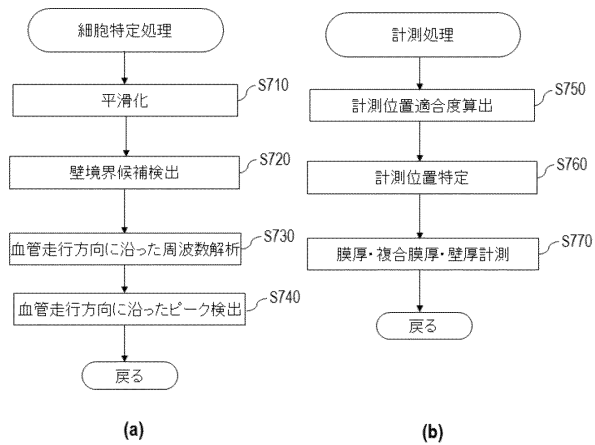 細胞特定処理
平滑化
S710
壁境界候補検出
S720
血管走行方向に沿った周波数解析
S730
血管走行方向に沿ったピーク検出
S740
戻る
(a)
計測処理
計測位置適合度算出
S750
計測位置特定
S760
膜厚・複合膜厚・壁厚計測
S770
戻る
(b)